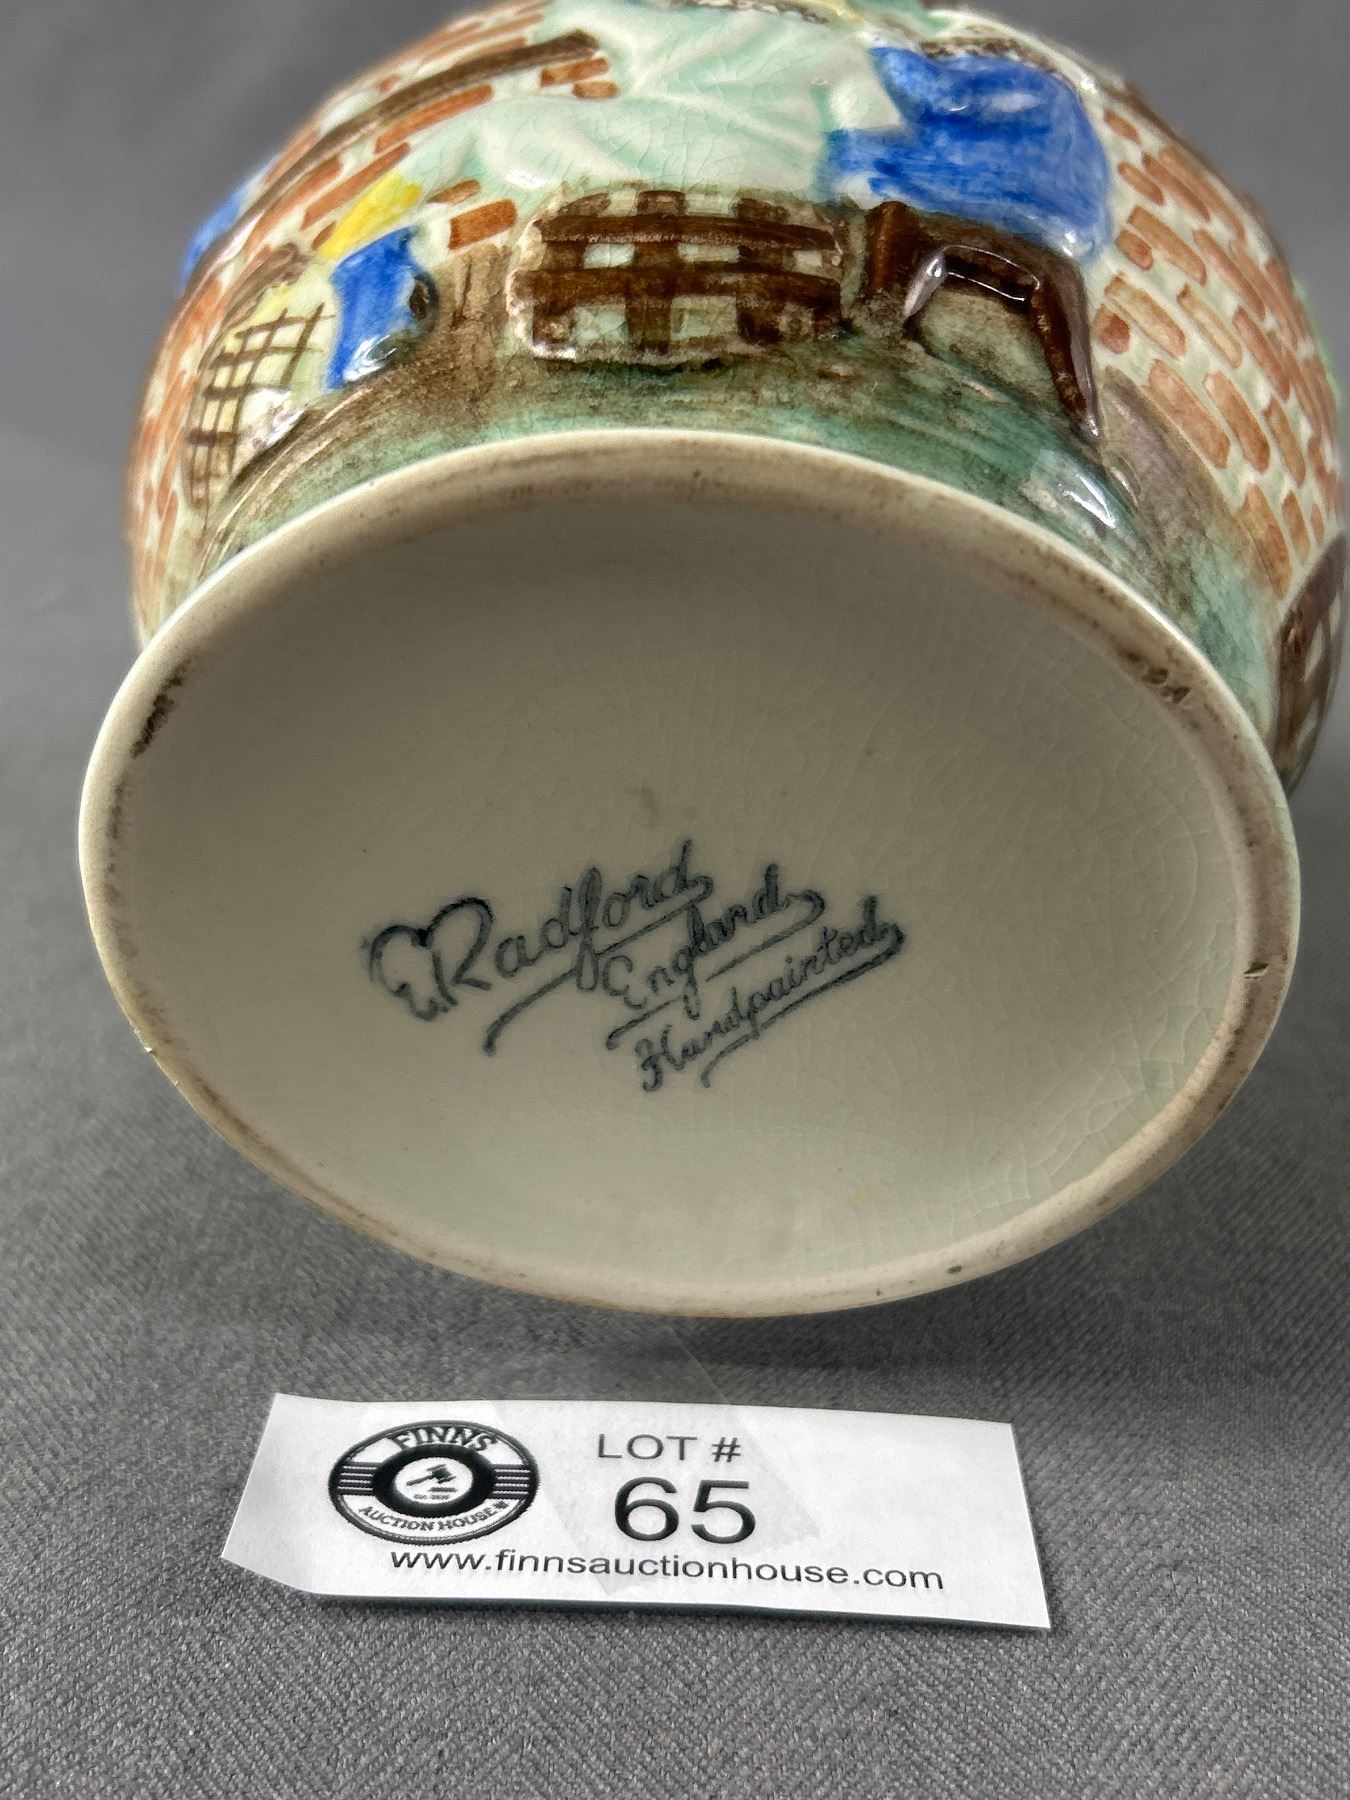 E. Radford
England
Handpainted
FINNS
AUCTION HOUSE
LOT #
65
www.finnsauctionhouse.com